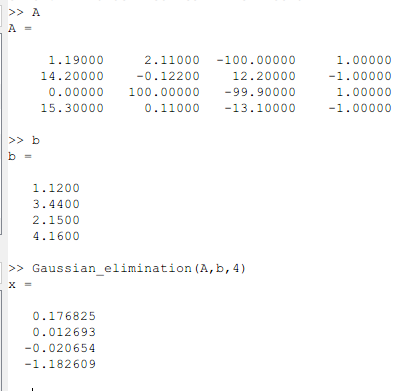 >> A
A =
1.19000 2.11000 -100.00000 1.00000
14.20000 -0.12200 12.20000 -1.00000
0.00000 100.00000 -99.90000 1.00000
15.30000 0.11000 -13.10000 -1.00000
>> b
b =
1.1200
3.4400
2.1500
4.1600
>> Gaussian_elimination(A,b,4)
x =
0.176825
0.012693
-0.020654
-1.182609